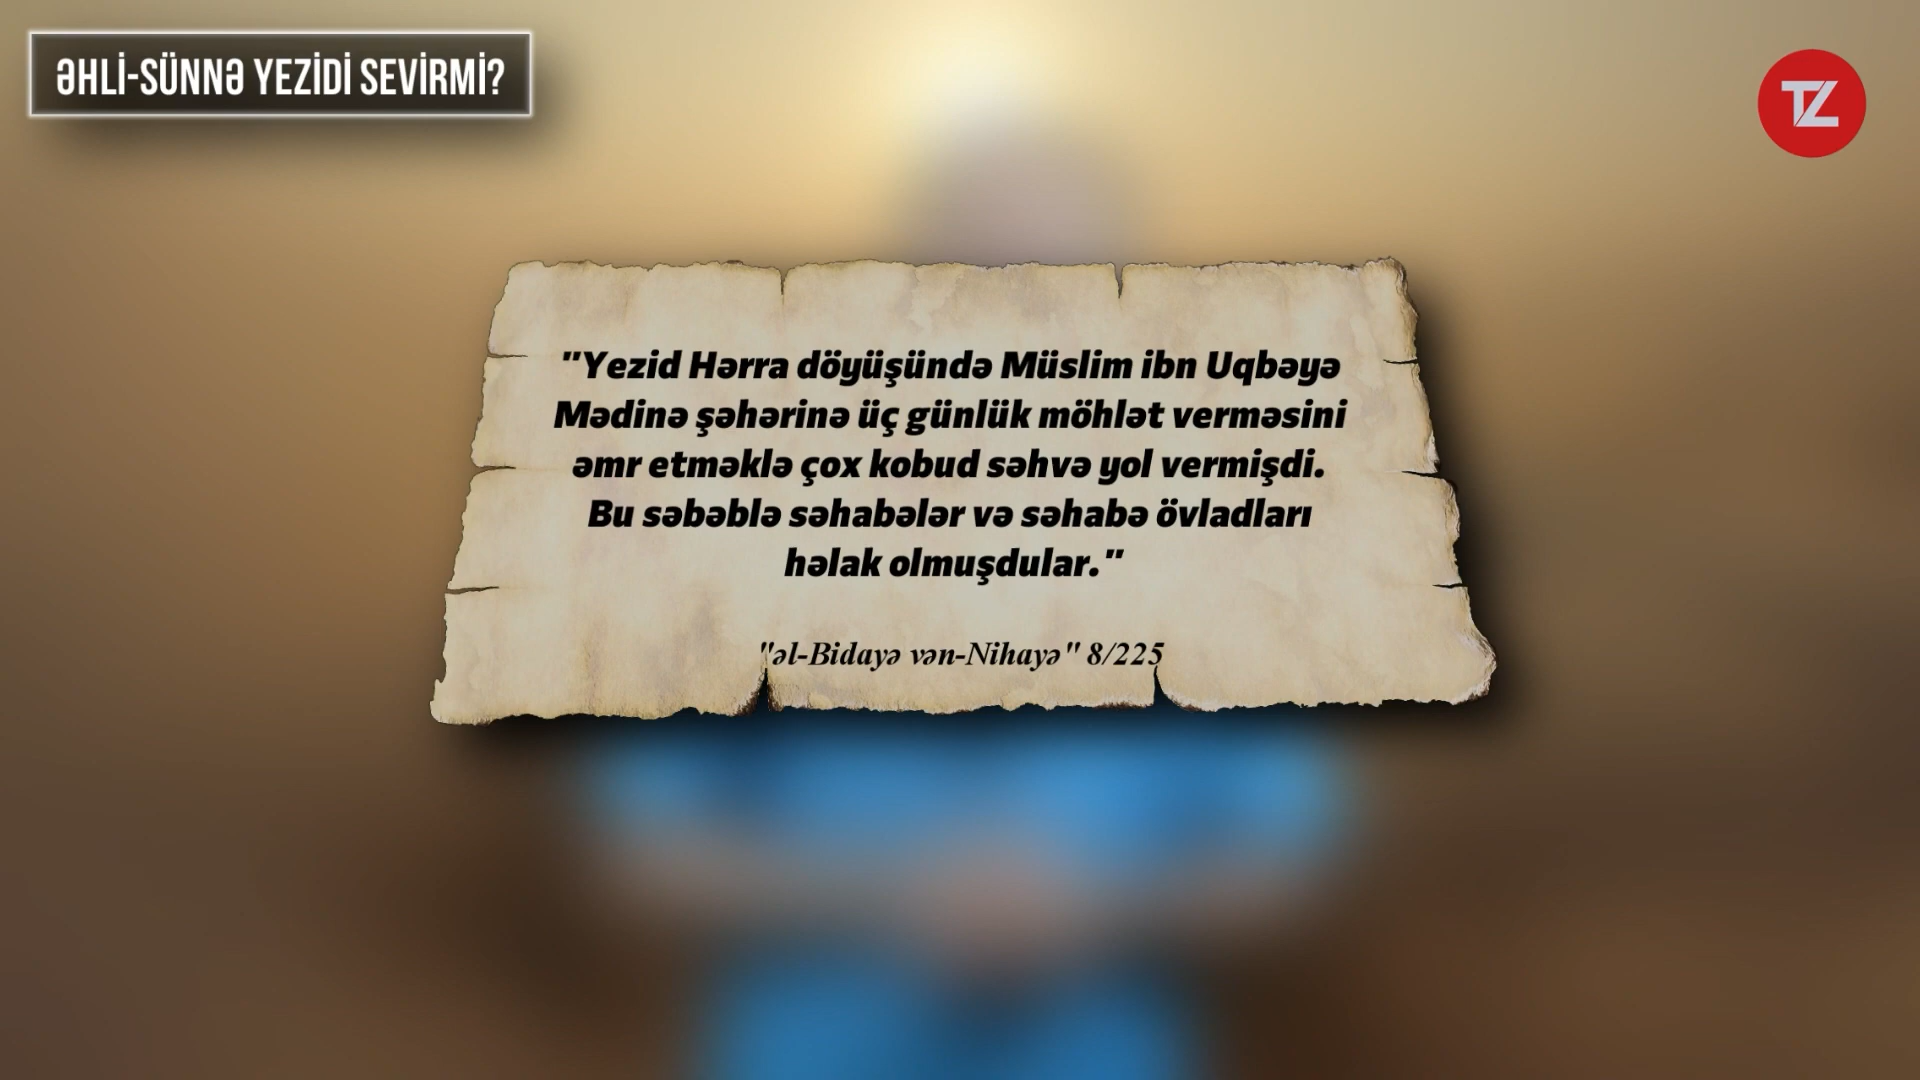 ƏHLİ-SÜNNƏ YEZİDİ SEVİRMİ?
TZ
"Yezid Hərra döyüşündə Müslim ibn Uqbəyə
Mədinə şəhərinə üç günlük möhlət verməsini
əmr etməklə çox kobud səhvə yol vermişdi.
Bu səbəblə səhabələr və səhabə övladları
həlak olmuşdular."
"əl-Bidayə vən-Nihayə" 8/225